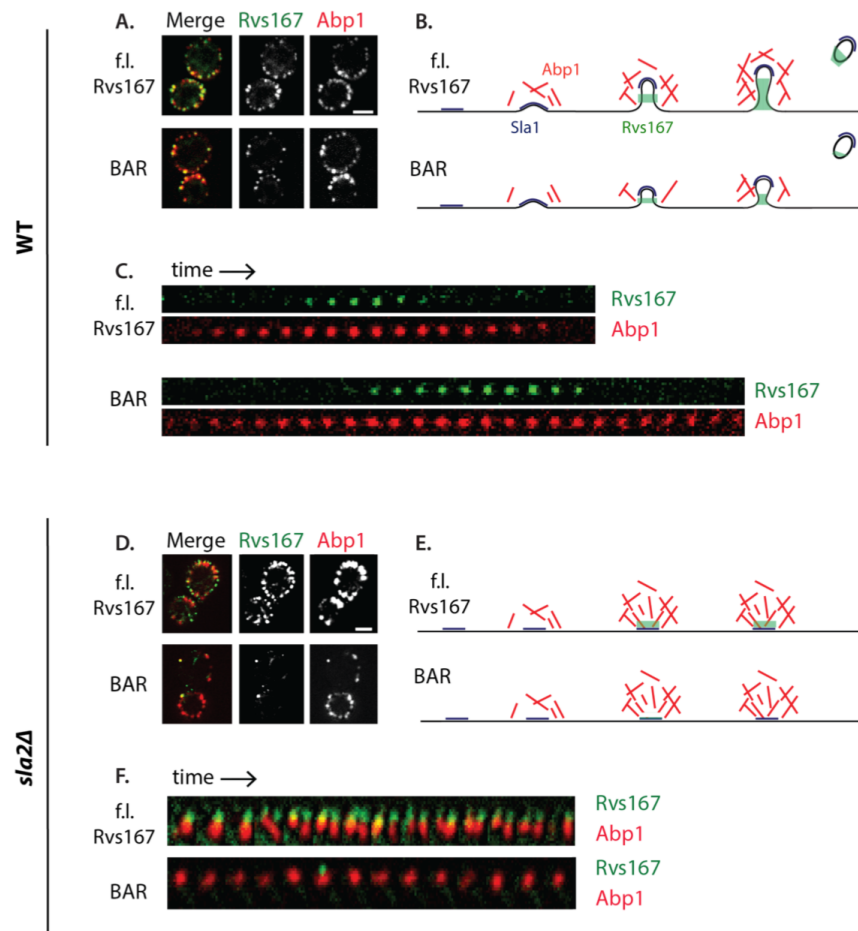 A.
Merge Rvs167 Abp1
f.l.
Rvs167
BAR
B.
f.l.
Rvs167
Abp1
Sla1
Rvs167
BAR
WT
C.
time →
f.l.
Rvs167
Rvs167
Abp1
BAR
Rvs167
Abp1
D.
Merge Rvs167 Abp1
f.l.
Rvs167
BAR
E.
f.l.
Rvs167
BAR
sla2Δ
F.
time →
f.l.
Rvs167
Rvs167
Abp1
BAR
Rvs167
Abp1